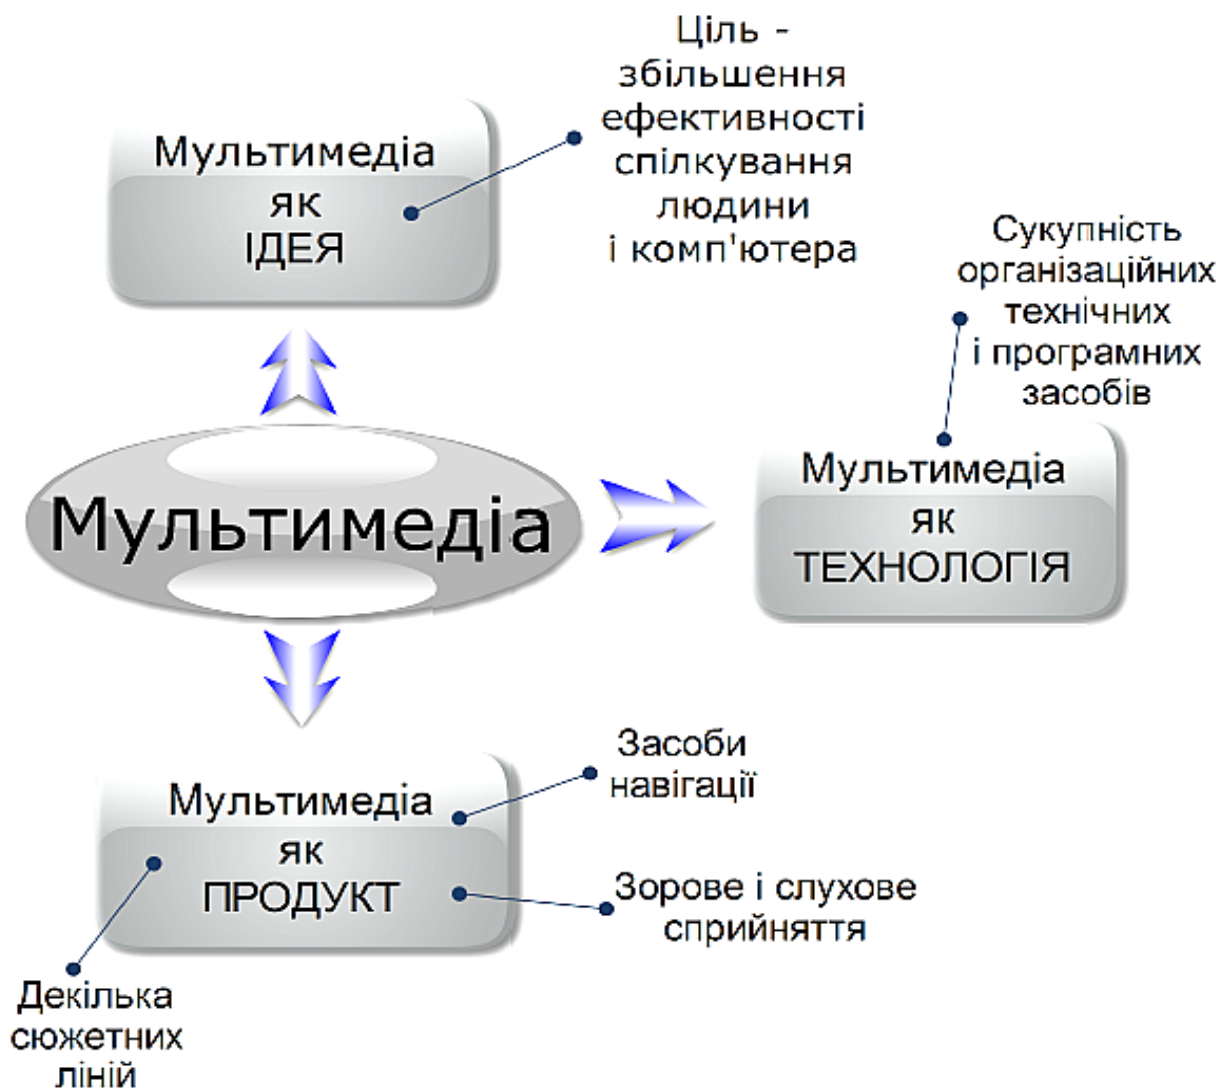 Ціль -
збільшення
ефективності
спілкування
людини
і комп'ютера
Мультимедіа
як
ІДЕЯ
Сукупність
організаційних
технічних
і програмних
засобів
Мультимедіа
Мультимедіа
як
ТЕХНОЛОГІЯ
Засоби
навігації
Мультимедіа
як
ПРОДУКТ
Зорове і слухове
сприйняття
Декілька
сюжетних
ліній